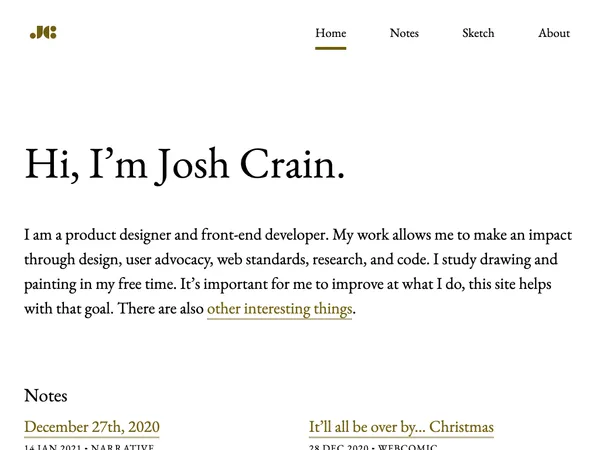 JC
Home Notes Sketch About
Hi, I’m Josh Crain.
I am a product designer and front-end developer. My work allows me to make an impact
through design, user advocacy, web standards, research, and code. I study drawing and
painting in my free time. It’s important for me to improve at what I do, this site helps
with that goal. There are also other interesting things.
Notes
December 27th, 2020 It’ll all be over by... Christmas
14 JAN 2021 • NARRATIVE 28 DEC 2020 • WEBCOMIC